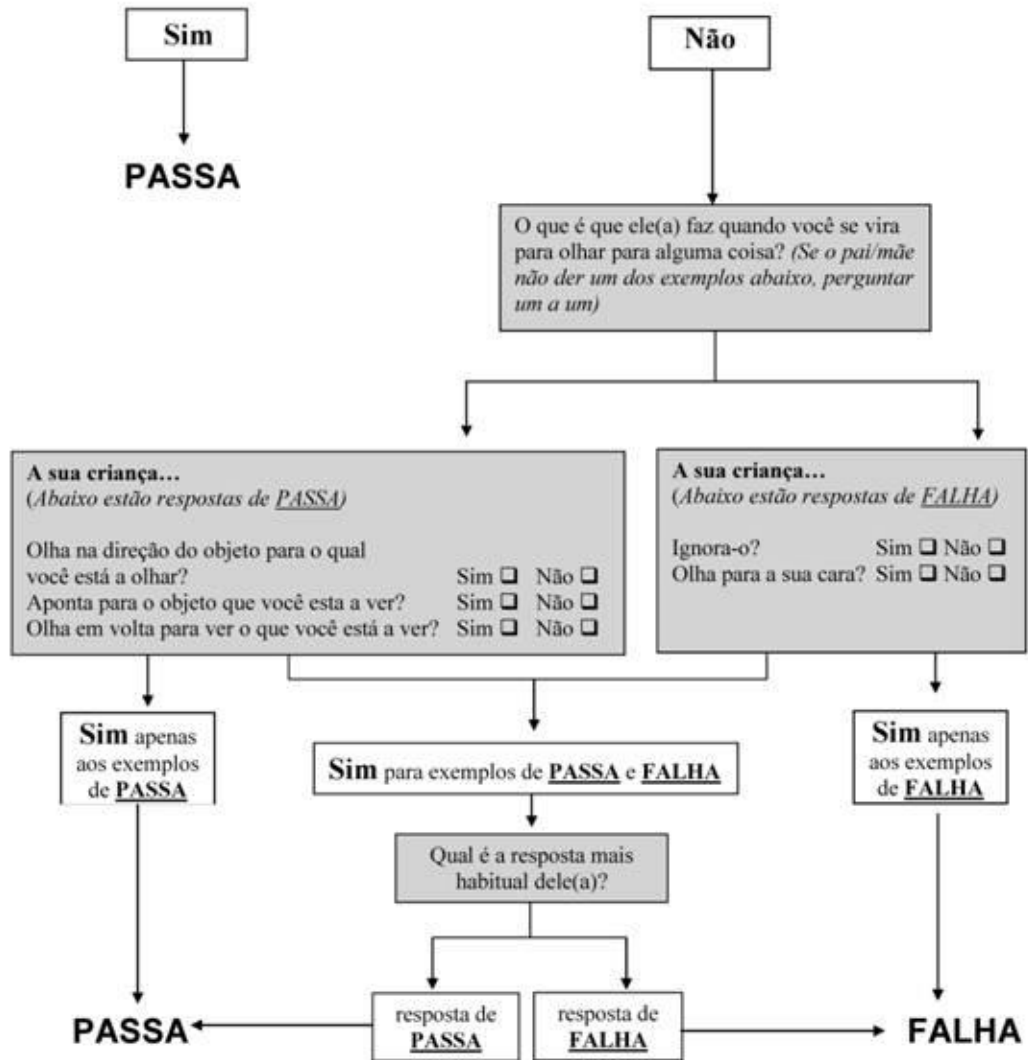 Sim
Não
PASSA
O que é que ele(a) faz quando você se vira
para olhar para alguma coisa? (Se o pai/mãe
não der um dos exemplos abaixo, perguntar
um a um)
A sua criança…
(Abaixo estão respostas de PASSA)
Olha na direção do objeto para o qual
você está a olhar? Sim ❑ Não ❑
Aponta para o objeto que você esta a ver? Sim ❑ Não ❑
Olha em volta para ver o que você está a ver? Sim ❑ Não ❑
A sua criança…
(Abaixo estão respostas de FALHA)
Ignora-o? Sim ❑ Não ❑
Olha para a sua cara? Sim ❑ Não ❑
Sim apenas
aos exemplos
de PASSA
Sim para exemplos de PASSA e FALHA
Sim apenas
aos exemplos
de FALHA
Qual é a resposta mais
habitual dele(a)?
PASSA
resposta de
PASSA
resposta de
FALHA
FALHA